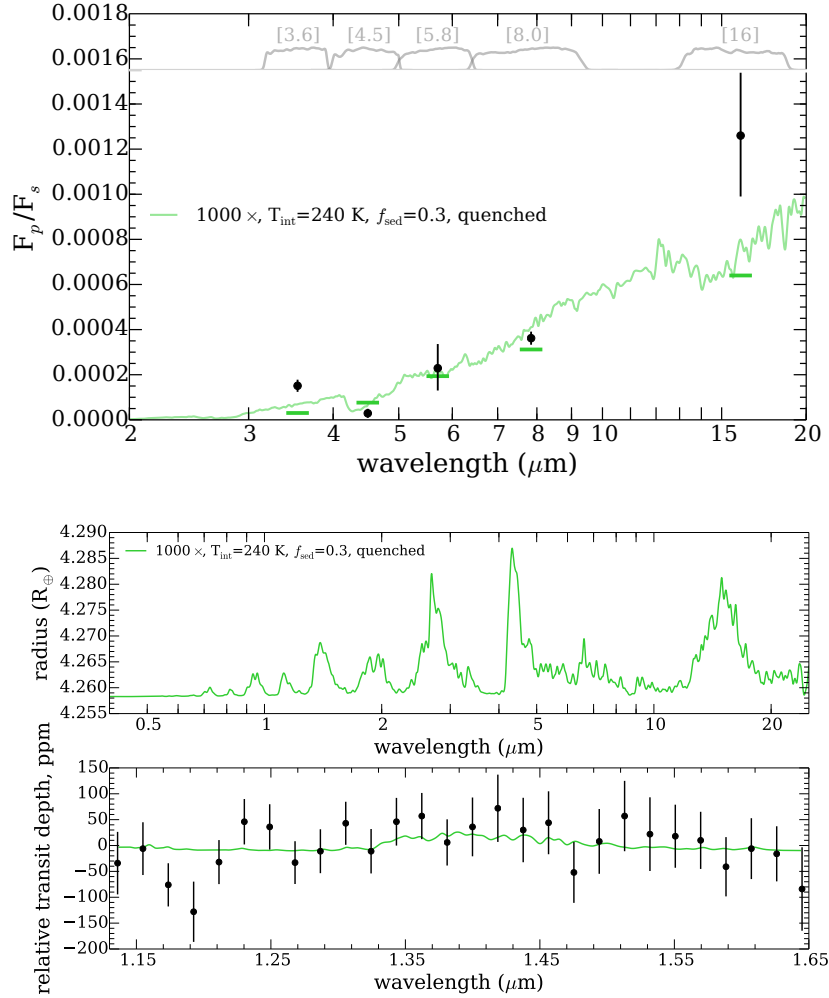 0.0018
0.0016
0.0014
0.0012
0.0010
0.0008
0.0006
0.0004
0.0002
0.0000
F_p/F_s
[3.6] [4.5] [5.8] [8.0] [16]
1000 ×, T_int=240 K, f_sed=0.3, quenched
2 3 4 5 6 7 8 9 10 15 20
wavelength (μm)
4.290
4.285
4.280
4.275
4.270
4.265
4.260
4.255
radius (R_⊕)
1000 ×, T_int=240 K, f_sed=0.3, quenched
0.5 1 2 5 10 20
wavelength (μm)
150
100
50
0
−50
−100
−150
−200
relative transit depth, ppm
1.15 1.25 1.35 1.45 1.55 1.65
wavelength (μm)